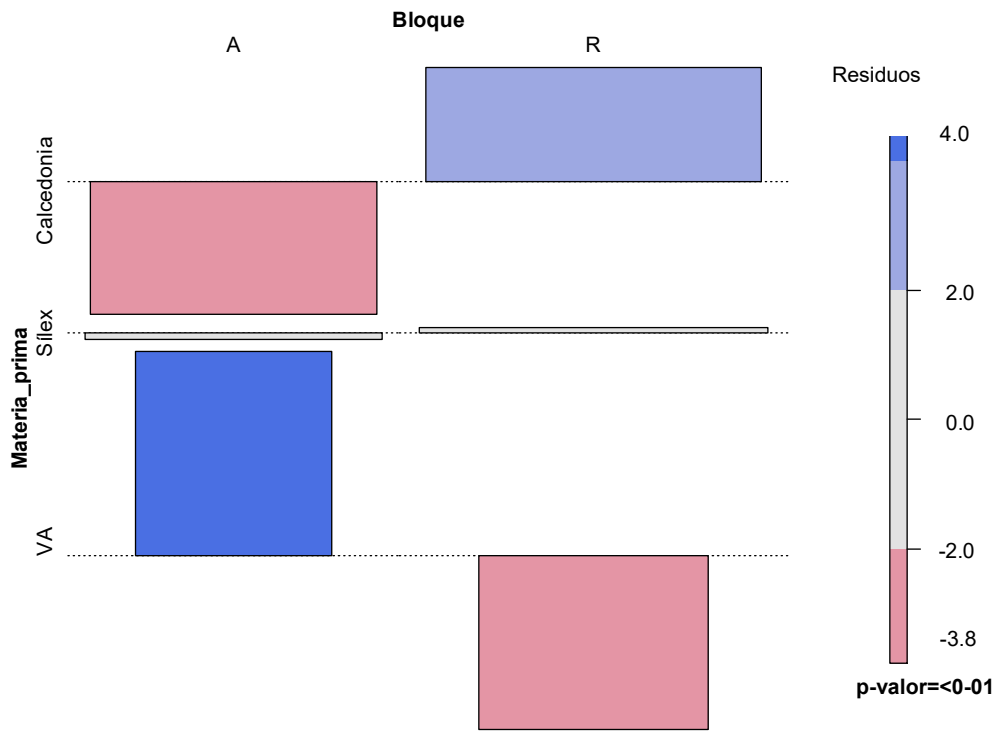 Bloque
A
R
Residuos
Materia_prima
Calcedonia
Sílex
VA
4.0
2.0
0.0
-2.0
-3.8
p-valor=<0-01